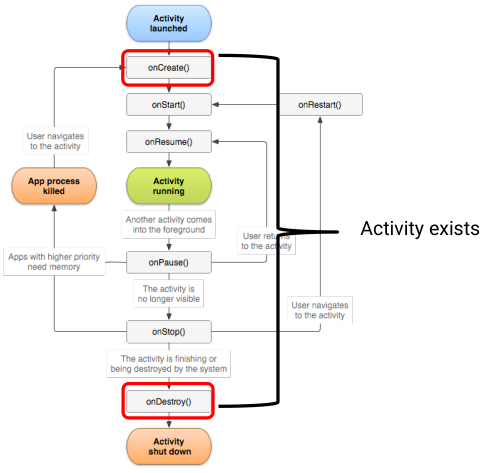 Activity
launched
onCreate()
onStart()
onRestart()
User navigates
to the activity
onResume()
App process
killed
Activity
running
Another activity comes
into the foreground
User returns
to the activity
Activity exists
Apps with higher priority
need memory
onPause()
The activity is
no longer visible
User navigates
to the activity
onStop()
The activity is finishing or
being destroyed by the system
onDestroy()
Activity
shut down